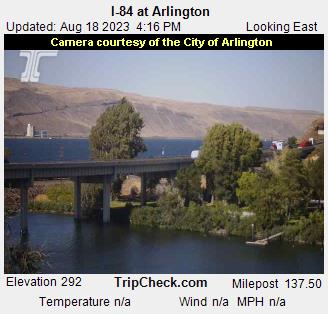 I-84 at Arlington
Updated: Aug 18 2023 4:16 PM Looking East
Camera courtesy of the City of Arlington
Elevation 292 TripCheck.com Milepost 137.50
Temperature n/a Wind n/a MPH n/a